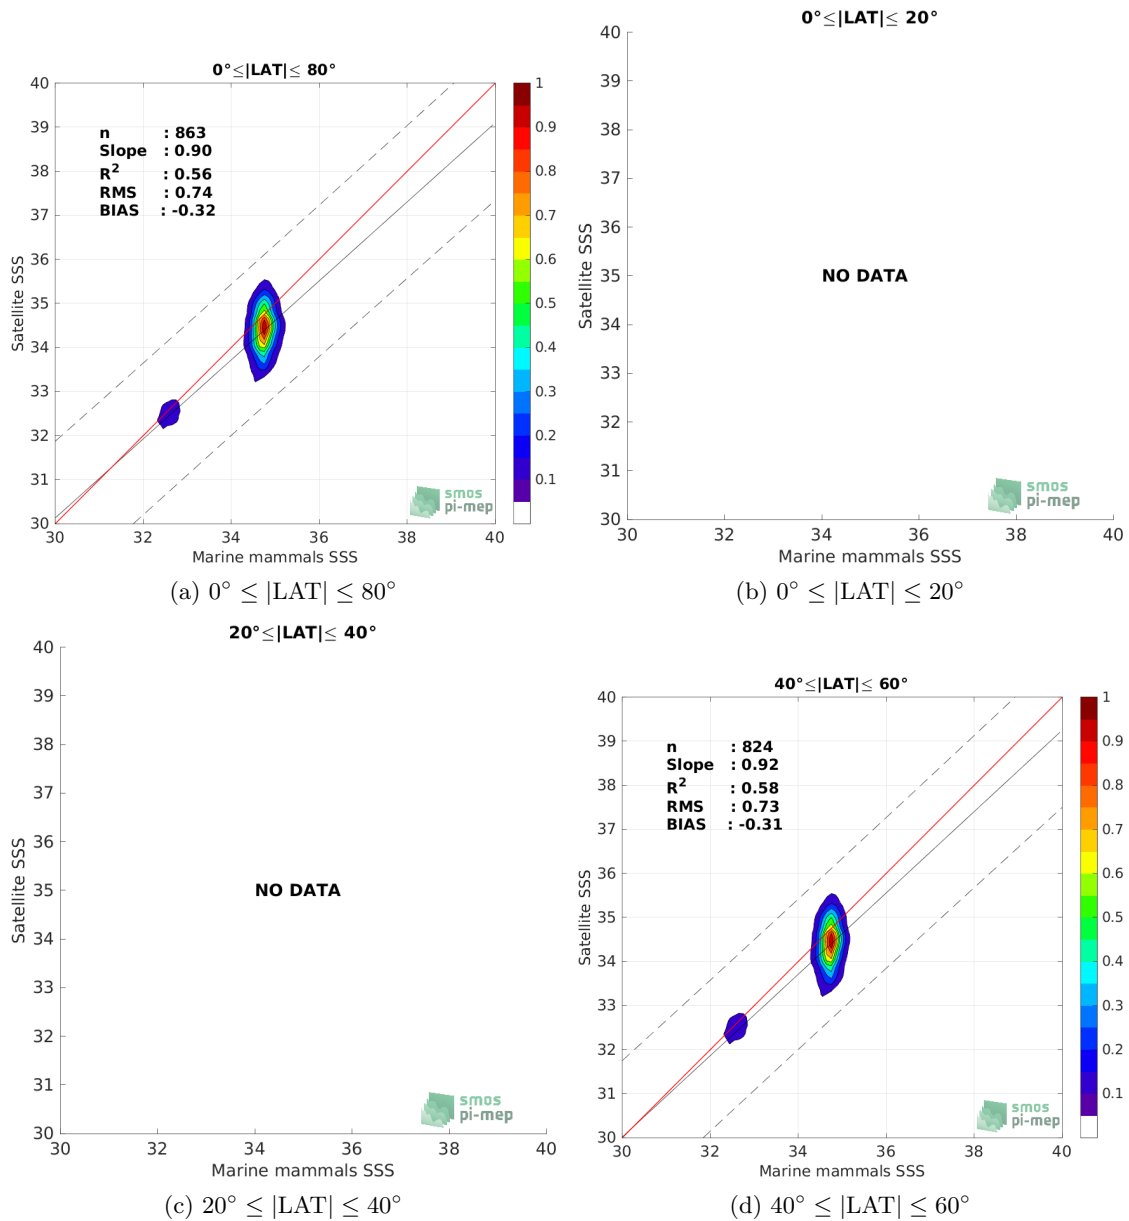 0°≤|LAT|≤ 80°
40
39
38
37
36
35
34
33
32
31
30
n : 863
Slope : 0.90
R² : 0.56
RMS : 0.74
BIAS : -0.32
Satellite SSS
30 32 34 36 38 40
Marine mammals SSS
1
0.9
0.8
0.7
0.6
0.5
0.4
0.3
0.2
0.1
smos
pi-mep
(a) 0° ≤ |LAT| ≤ 80°
0°≤|LAT|≤ 20°
40
39
38
37
36
35
34
33
32
31
30
Satellite SSS
NO DATA
smos
pi-mep
30 32 34 36 38 40
Marine mammals SSS
(b) 0° ≤ |LAT| ≤ 20°
20°≤|LAT|≤ 40°
40
39
38
37
36
35
34
33
32
31
30
Satellite SSS
NO DATA
smos
pi-mep
30 32 34 36 38 40
Marine mammals SSS
(c) 20° ≤ |LAT| ≤ 40°
40°≤|LAT|≤ 60°
40
39
38
37
36
35
34
33
32
31
30
n : 824
Slope : 0.92
R² : 0.58
RMS : 0.73
BIAS : -0.31
Satellite SSS
30 32 34 36 38 40
Marine mammals SSS
1
0.9
0.8
0.7
0.6
0.5
0.4
0.3
0.2
0.1
smos
pi-mep
(d) 40° ≤ |LAT| ≤ 60°